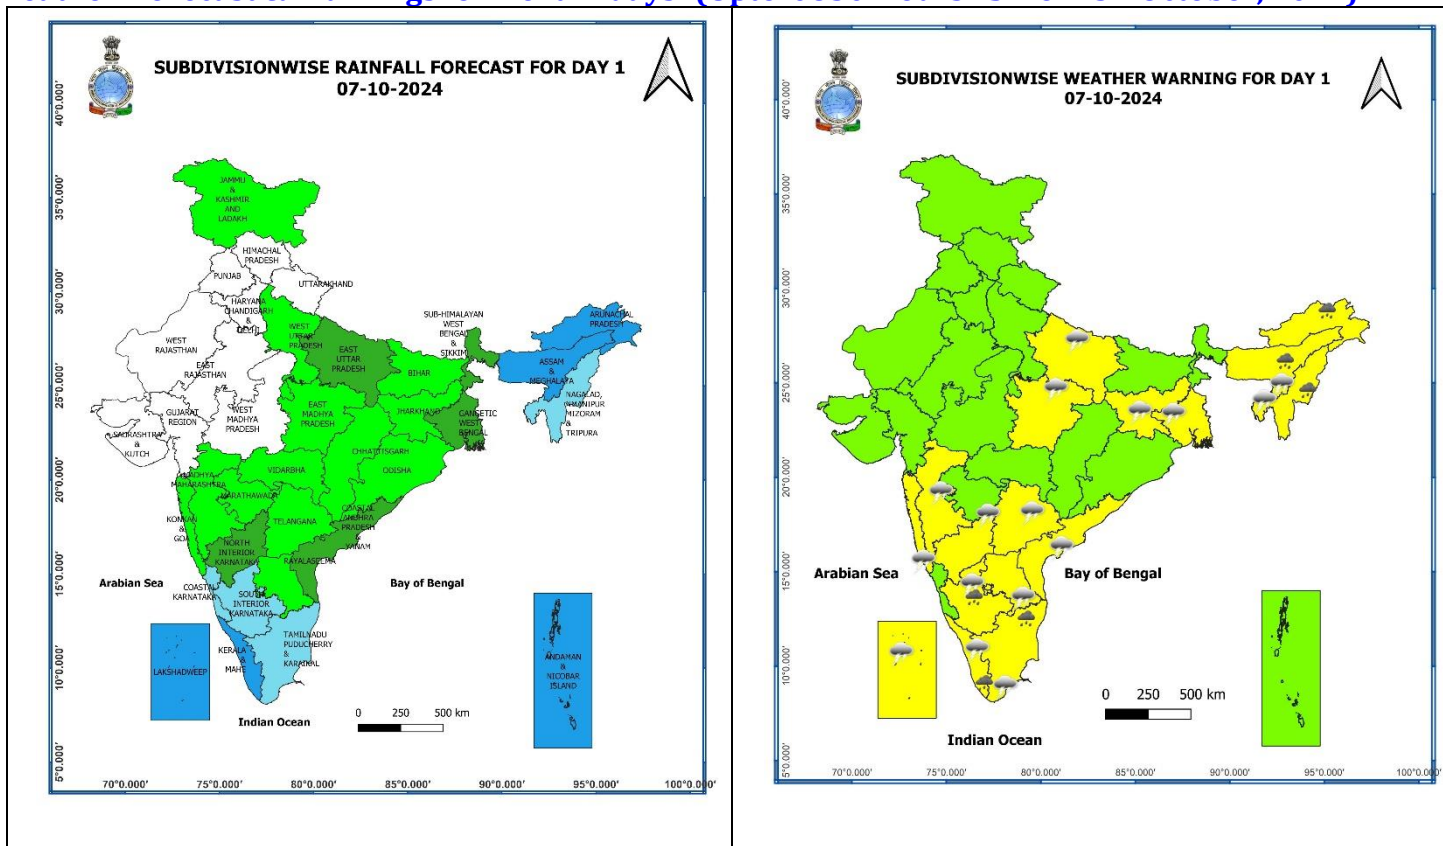 SUBDIVISIONWISE RAINFALL FORECAST FOR DAY 1
07-10-2024
40°0.000'
35°0.000'
30°0.000'
25°0.000'
20°0.000'
15°0.000'
10°0.000'
5°0.000'
JAMMU
&
KASHMIR
AND
LADAKH
HIMACHAL
PRADESH
PUNJAB
UTTARAKHAND
HARYANA
CHANDIGARH
&
DELHI
WEST
UTTAR
PRADESH
SUB-HIMALAYAN
WEST
BENGAL
&
SIKKIM
ARUNACHAL
PRADESH
WEST
RAJASTHAN
EAST
RAJASTHAN
EAST
UTTAR
PRADESH
BIHAR
ASSAM
&
MEGHALAYA
NAGALAD,
MANIPUR
MIZORAM
&
TRIPURA
GUJARAT
REGION
SAURASHTRA
&
KUTCH
WEST
MADHYA
PRADESH
EAST
MADHYA
PRADESH
JHARKHAND
GANGETIC
WEST
BENGAL
CHHATTISGARH
ODISHA
VIDARBHA
MADHYA
MAHARASHTRA
MARATHAWADA
KONKAN
&
GOA
TELANGANA
COASTAL
ANDHRA
PRADESH
&
YANAM
NORTH
INTERIOR
KARNATAKA
RAYALASEEMA
Arabian Sea
Bay of Bengal
COASTAL
KARNATAKA
SOUTH
INTERIOR
KARNATAKA
TAMILNADU
PUDUCHERRY
&
KARAIKAL
KERALA
&
MAHE
LAKSHADWEEP
ANDAMAN
&
NICOBAR
ISLAND
0 250 500 km
Indian Ocean
70°0.000' 75°0.000' 80°0.000' 85°0.000' 90°0.000' 95°0.000' 100°0.000'
SUBDIVISIONWISE WEATHER WARNING FOR DAY 1
07-10-2024
40°0.000'
35°0.000'
30°0.000'
25°0.000'
20°0.000'
15°0.000'
10°0.000'
5°0.000'
Arabian Sea
Bay of Bengal
0 250 500 km
Indian Ocean
70°0.000' 75°0.000' 80°0.000' 85°0.000' 90°0.000' 95°0.000' 100°0.000'